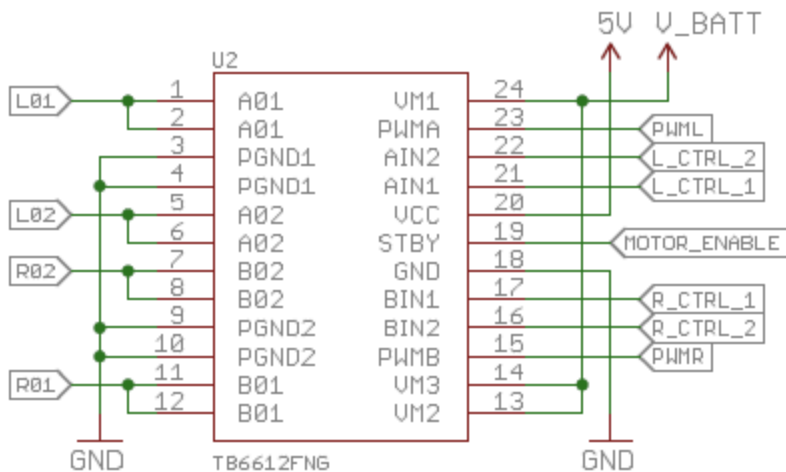 5V V_BATT
U2
L01 1 A01 VM1 24
2 A01 PWMA 23 PWML
3 PGND1 AIN2 22 L_CTRL_2
4 PGND1 AIN1 21 L_CTRL_1
L02 5 A02 VCC 20
6 A02 STBY 19 MOTOR_ENABLE
R02 7 B02 GND 18
8 B02 BIN1 17 R_CTRL_1
9 PGND2 BIN2 16 R_CTRL_2
10 PGND2 PWMB 15 PWMR
R01 11 B01 VM3 14
12 B01 VM2 13
GND TB6612FNG GND